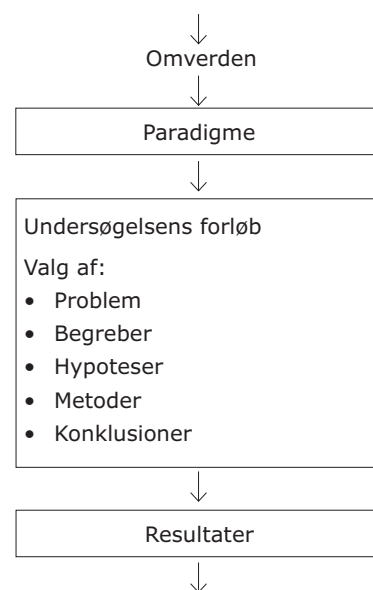 Omverden
Paradigme
Undersøgelsens forløb
Valg af:
• Problem
• Begreber
• Hypoteser
• Metoder
• Konklusioner
Resultater